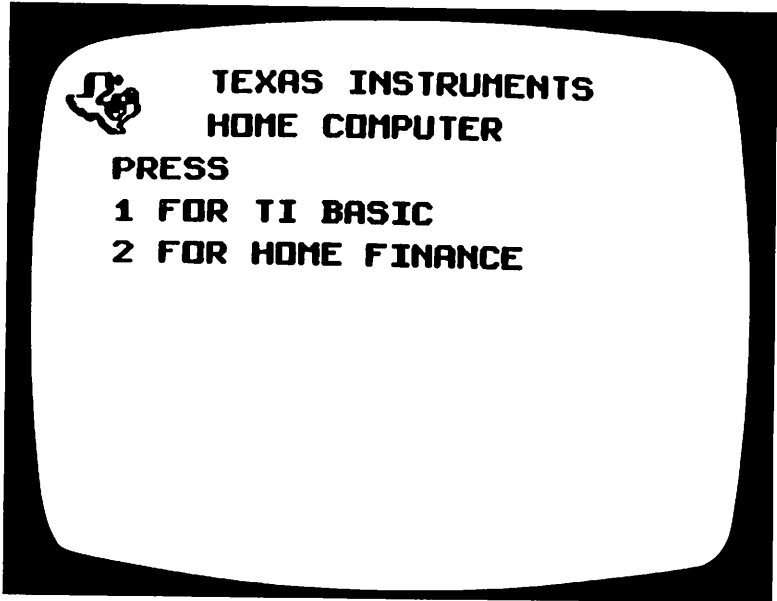 TEXAS INSTRUMENTS
HOME COMPUTER
PRESS
1 FOR TI BASIC
2 FOR HOME FINANCE